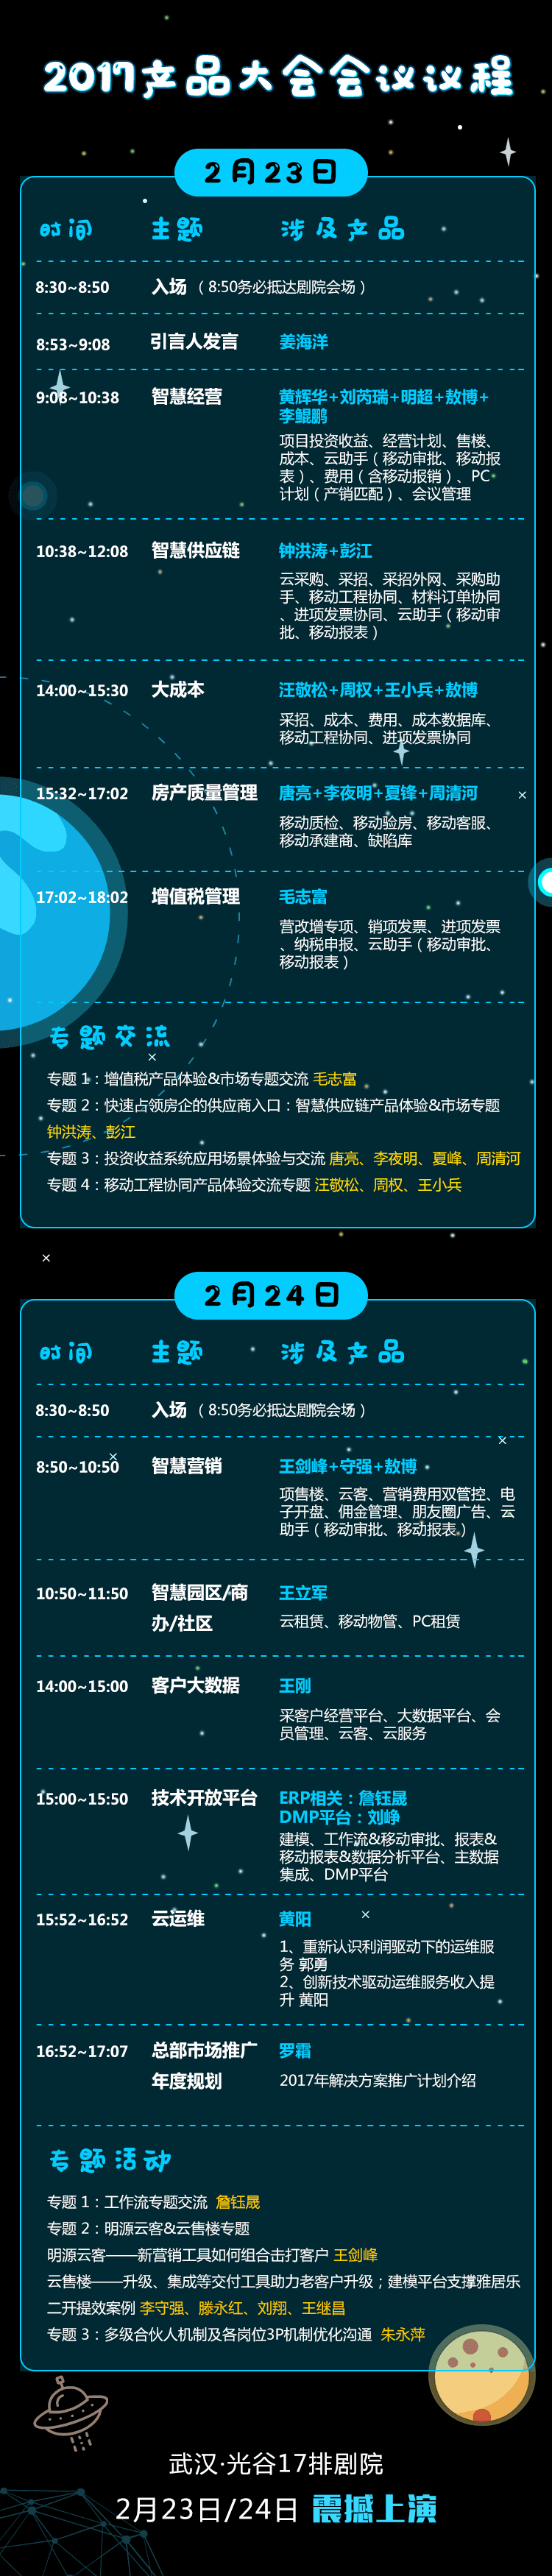 2017产品大会会议议程
2月23日
时间 主题 涉及产品
8:30~8:50 入场（8:50务必抵达剧院会场）
8:53~9:08 引言人发言 姜海洋
9:08~10:38 智慧经营 黄辉华+刘芮瑞+明超+敖博+
李鲲鹏
项目投资收益、经营计划、售楼、
成本、云助手（移动审批、移动报
表）、费用（含移动报销）、PC
计划（产销匹配）、会议管理
10:38~12:08 智慧供应链 钟洪涛+彭江
云采购、采招、采招外网、采购助
手、移动工程协同、材料订单协同
、进项发票协同、云助手（移动审
批、移动报表）
14:00~15:30 大成本 汪敬松+周权+王小兵+敖博
采招、成本、费用、成本数据库、
移动工程协同、进项发票协同
15:32~17:02 房产质量管理 唐亮+李夜明+夏锋+周清河
移动质检、移动验房、移动客服、
移动承建商、缺陷库
17:02~18:02 增值税管理 毛志富
营改增专项、销项发票、进项发票
、纳税申报、云助手（移动审批、
移动报表）
专题交流
专题 1：增值税产品体验&市场专题交流 毛志富
专题 2：快速占领房企的供应商入口：智慧供应链产品体验&市场专题
钟洪涛、彭江
专题 3：投资收益系统应用场景体验与交流 唐亮、李夜明、夏峰、周清河
专题 4：移动工程协同产品体验交流专题 汪敬松、周权、王小兵
2月24日
时间 主题 涉及产品
8:30~8:50 入场（8:50务必抵达剧院会场）
8:50~10:50 智慧营销 王剑峰+守强+敖博
项售楼、云客、营销费用双管控、电
子开盘、佣金管理、朋友圈广告、云
助手（移动审批、移动报表）
10:50~11:50 智慧园区/商 王立军
办/社区 云租赁、移动物管、PC租赁
14:00~15:00 客户大数据 王刚
采客户经营平台、大数据平台、会
员管理、云客、云服务
15:00~15:50 技术开放平台 ERP相关：詹钰晟
DMP平台：刘峥
建模、工作流&移动审批、报表&
移动报表&数据分析平台、主数据
集成、DMP平台
15:52~16:52 云运维 黄阳
1、重新认识利润驱动下的运维服
务 郭勇
2、创新技术驱动运维服务收入提
升 黄阳
16:52~17:07 总部市场推广 罗霜
年度规划 2017年解决方案推广计划介绍
专题活动
专题 1：工作流专题交流 詹钰晟
专题 2：明源云客&云售楼专题
明源云客——新营销工具如何组合击打客户 王剑峰
云售楼——升级、集成等交付工具助力老客户升级；建模平台支撑雅居乐
二开提效案例 李守强、滕永红、刘翔、王继昌
专题 3：多级合伙人机制及各岗位3P机制优化沟通 朱永萍
武汉·光谷17排剧院
2月23日/24日 震撼上演